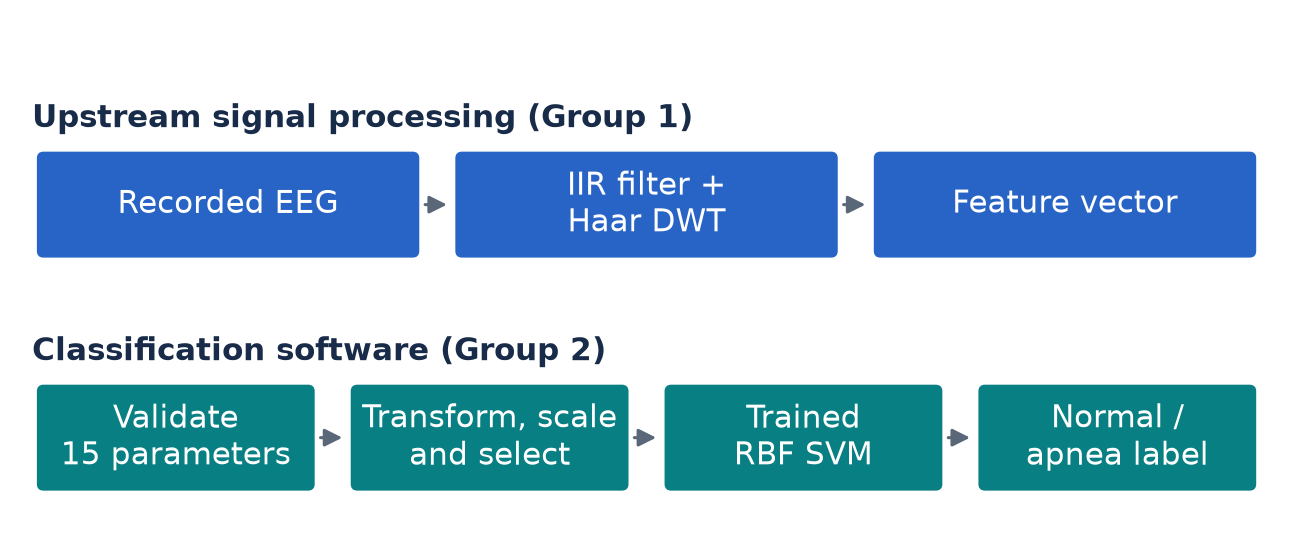 Upstream signal processing (Group 1)
Recorded EEG
IIR filter +
Haar DWT
Feature vector
Classification software (Group 2)
Validate
15 parameters
Transform, scale
and select
Trained
RBF SVM
Normal /
apnea label